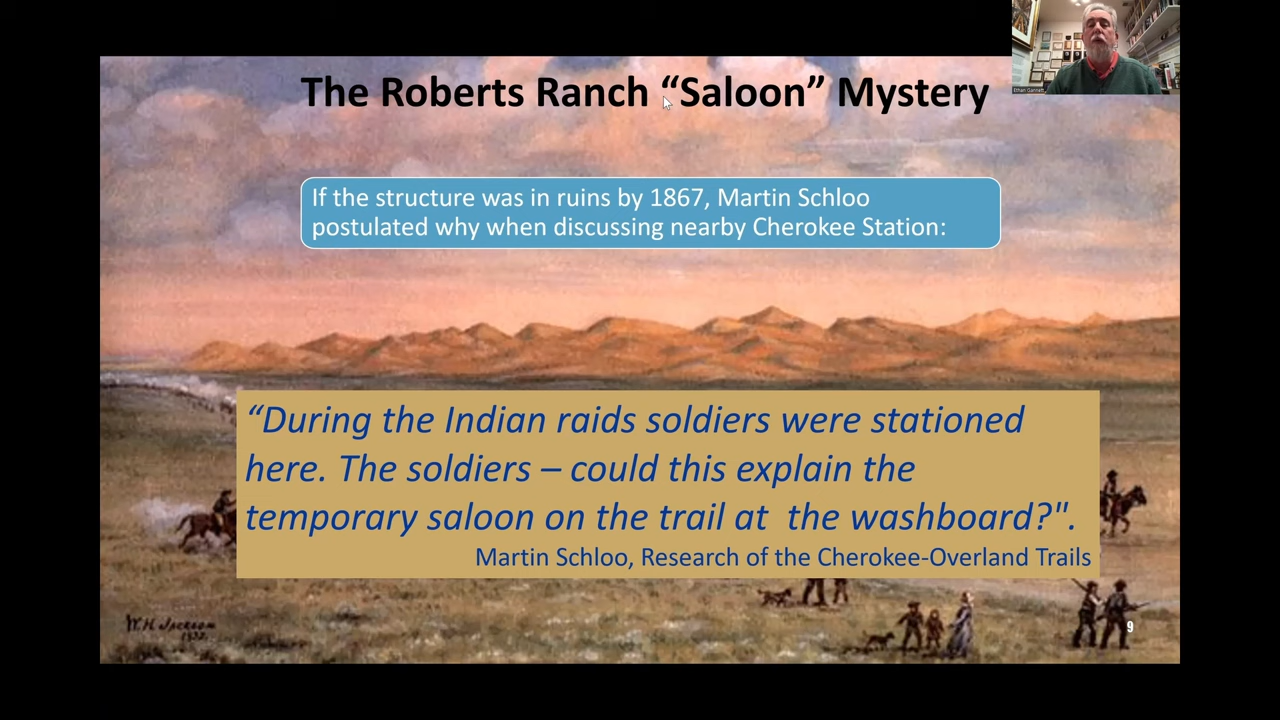 The Roberts Ranch “Saloon” Mystery
If the structure was in ruins by 1867, Martin Schloo
postulated why when discussing nearby Cherokee Station:
“During the Indian raids soldiers were stationed
here. The soldiers – could this explain the
temporary saloon on the trail at  the washboard?".
Martin Schloo, Research of the Cherokee-Overland Trails
W.H. Jackson
9